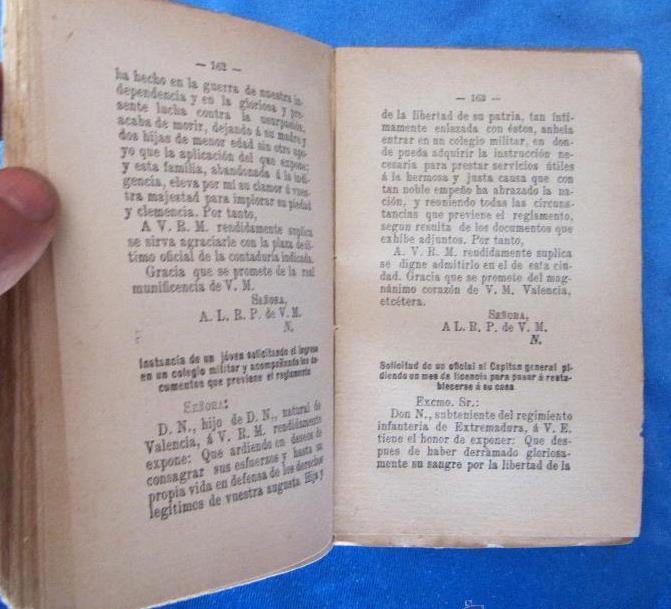 — 162 —
ha hecho en la guerra de nuestra in-
dependencia y en la gloriosa y pre-
sente lucha contra la usurpación,
acaba de morir, dejando á su madre y
dos hijas de menor edad sin otro apo-
yo que la aplicación del que expone:
y esta familia, abandonada á la indi-
gencia, eleva por mí su clamor á vues-
tra majestad para implorar su piedad
y clemencia. Por tanto,
A V. R. M. rendidamente suplica
se sirva agraciarle con la plaza de úl-
timo oficial de la contaduría indicada.
Gracia que se promete de la real
munificencia de V. M.
SEÑORA,
A. L. R. P. de V. M.
N.
Instancia de un jóven solicitando el ingreso
en un colegio militar y acompañando los do-
cumentos que previene el reglamento
SEÑORA:
D. N., hijo de D. N., natural de
Valencia, á V. R. M. rendidamente
expone: Que ardiendo en deseos de
consagrar sus esfuerzos y hasta su
propia vida en defensa de los derechos
legítimos de vuestra augusta Hija y
— 163 —
de la libertad de su patria, tan ínti-
mamente enlazada con éstos, anhela
entrar en un colegio militar, en don-
de pueda adquirir la instrucción ne-
cesaria para prestar servicios útiles
á la hermosa y justa causa que con
tan noble empeño ha abrazado la na-
ción, y reuniendo todas las circuns-
tancias que previene el reglamento,
segun resulta de los documentos que
exhibe adjuntos. Por tanto,
A. V. R. M. rendidamente suplica
se digne admitirlo en el de esta ciu-
dad. Gracia que se promete del mag-
nánimo corazón de V. M. Valencia,
etcétera.
SEÑORA,
A L. R. P. de V. M.
N.
Solicitud de un oficial al Capitan general pi-
diendo un mes de licencia para pasar á resta-
blecerse á su casa
EXCMO. SR.:
Don N., subteniente del regimiento
infantería de Extremadura, á V. E.
tiene el honor de exponer: Que des-
pues de haber derramado gloriosa-
mente su sangre por la libertad de la